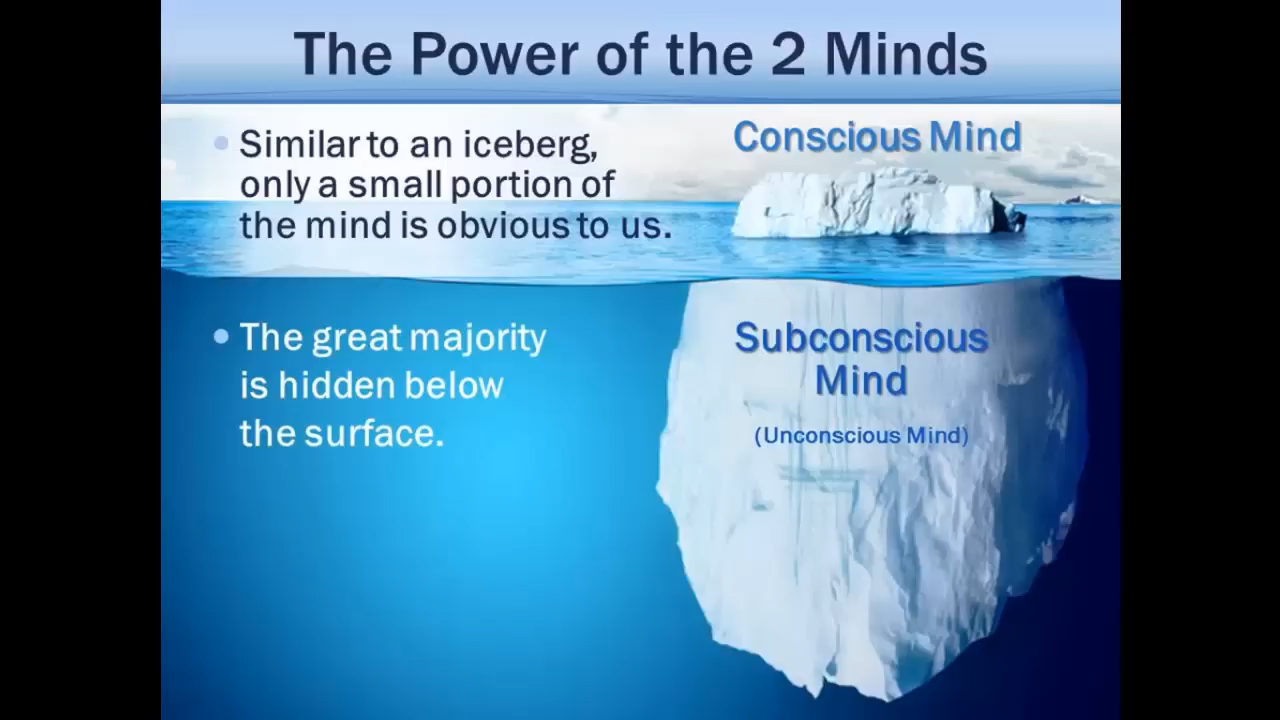 The Power of the 2 Minds
Similar to an iceberg,
only a small portion of
the mind is obvious to us.
Conscious Mind
The great majority
is hidden below
the surface.
Subconscious
Mind
(Unconscious Mind)